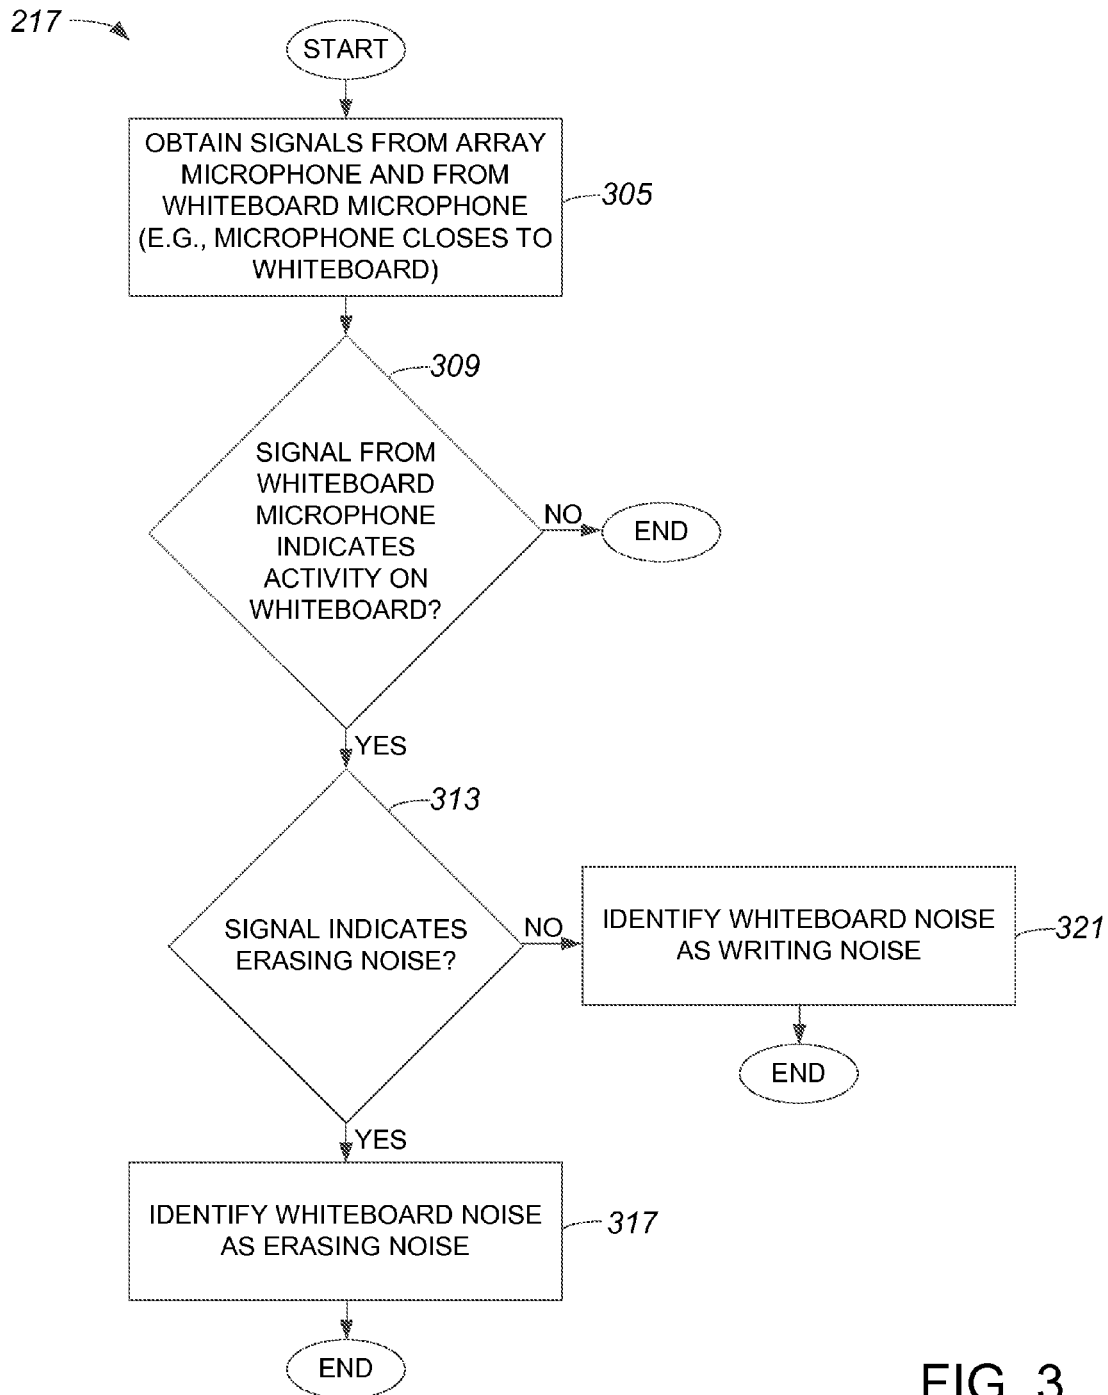 217
START
OBTAIN SIGNALS FROM ARRAY
MICROPHONE AND FROM
WHITEBOARD MICROPHONE
(E.G., MICROPHONE CLOSES TO
WHITEBOARD)
305
309
SIGNAL FROM
WHITEBOARD
MICROPHONE
INDICATES
ACTIVITY ON
WHITEBOARD?
NO
END
YES
313
SIGNAL INDICATES
ERASING NOISE?
NO
IDENTIFY WHITEBOARD NOISE
AS WRITING NOISE
321
END
YES
IDENTIFY WHITEBOARD NOISE
AS ERASING NOISE
317
END
FIG. 3